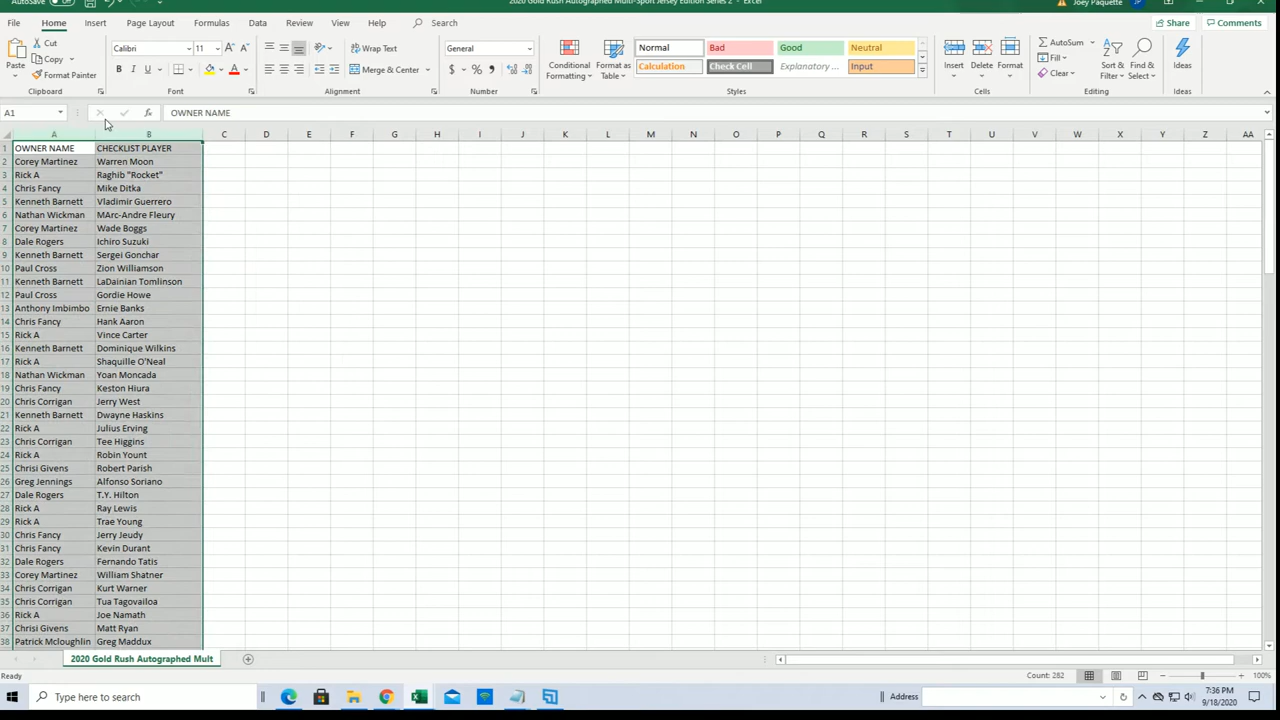 AutoSave Off 2020 Gold Rush Autographed Multi-Sport Jersey Edition Series 2 - Excel Joey Paquette JP
File Home Insert Page Layout Formulas Data Review View Help Search Share Comments
Paste Cut Copy Format Painter Clipboard
Calibri 11 B I U A Font
Wrap Text Merge & Center Alignment
General $ % , Number
Conditional Formatting Format as Table Normal Bad Good Neutral Calculation Check Cell Explanatory ... Input Styles
Insert Delete Format Cells
AutoSum Fill Clear Sort & Filter Find & Select Editing
Ideas Ideas
A1 fx OWNER NAME
A B C D E F G H I J K L M N O P Q R S T U V W X Y Z AA
1 OWNER NAME CHECKLIST PLAYER
2 Corey Martinez Warren Moon
3 Rick A Raghib "Rocket"
4 Chris Fancy Mike Ditka
5 Kenneth Barnett Vladimir Guerrero
6 Nathan Wickman MArc-Andre Fleury
7 Corey Martinez Wade Boggs
8 Dale Rogers Ichiro Suzuki
9 Kenneth Barnett Sergei Gonchar
10 Paul Cross Zion Williamson
11 Kenneth Barnett LaDainian Tomlinson
12 Paul Cross Gordie Howe
13 Anthony Imbimbo Ernie Banks
14 Chris Fancy Hank Aaron
15 Rick A Vince Carter
16 Kenneth Barnett Dominique Wilkins
17 Rick A Shaquille O'Neal
18 Nathan Wickman Yoan Moncada
19 Chris Fancy Keston Hiura
20 Chris Corrigan Jerry West
21 Kenneth Barnett Dwayne Haskins
22 Rick A Julius Erving
23 Chris Corrigan Tee Higgins
24 Rick A Robin Yount
25 Chrisi Givens Robert Parish
26 Greg Jennings Alfonso Soriano
27 Dale Rogers T.Y. Hilton
28 Rick A Ray Lewis
29 Rick A Trae Young
30 Chris Fancy Jerry Jeudy
31 Chris Fancy Kevin Durant
32 Dale Rogers Fernando Tatis
33 Corey Martinez William Shatner
34 Chris Corrigan Kurt Warner
35 Chris Corrigan Tua Tagovailoa
36 Rick A Joe Namath
37 Chrisi Givens Matt Ryan
38 Patrick Mcloughlin Greg Maddux
2020 Gold Rush Autographed Mult
Ready Count: 282 100%
Type here to search Address 7:36 PM
9/18/2020